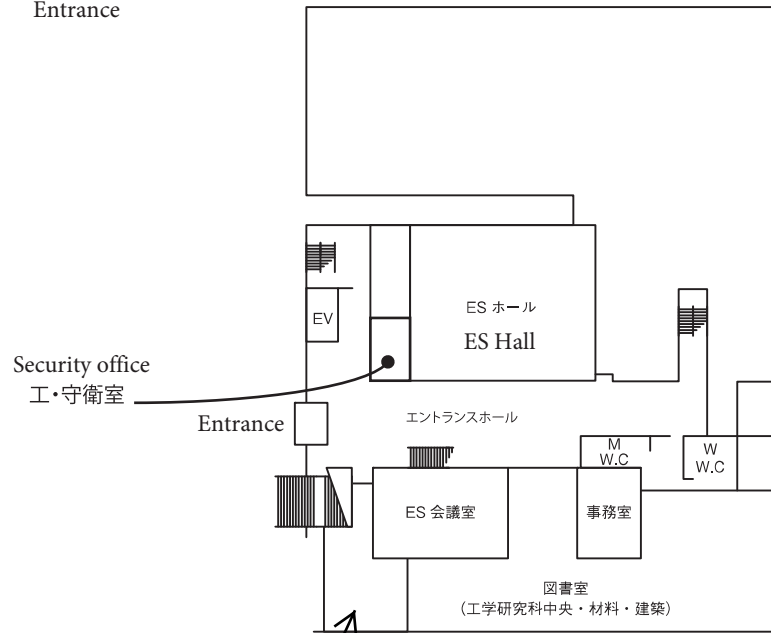 Entrance
ES ホール
ES Hall
EV
Security office
工・守衛室
Entrance
エントランスホール
M
W.C
W
W.C
ES 会議室
事務室
図書室
(工学研究科中央・材料・建築)